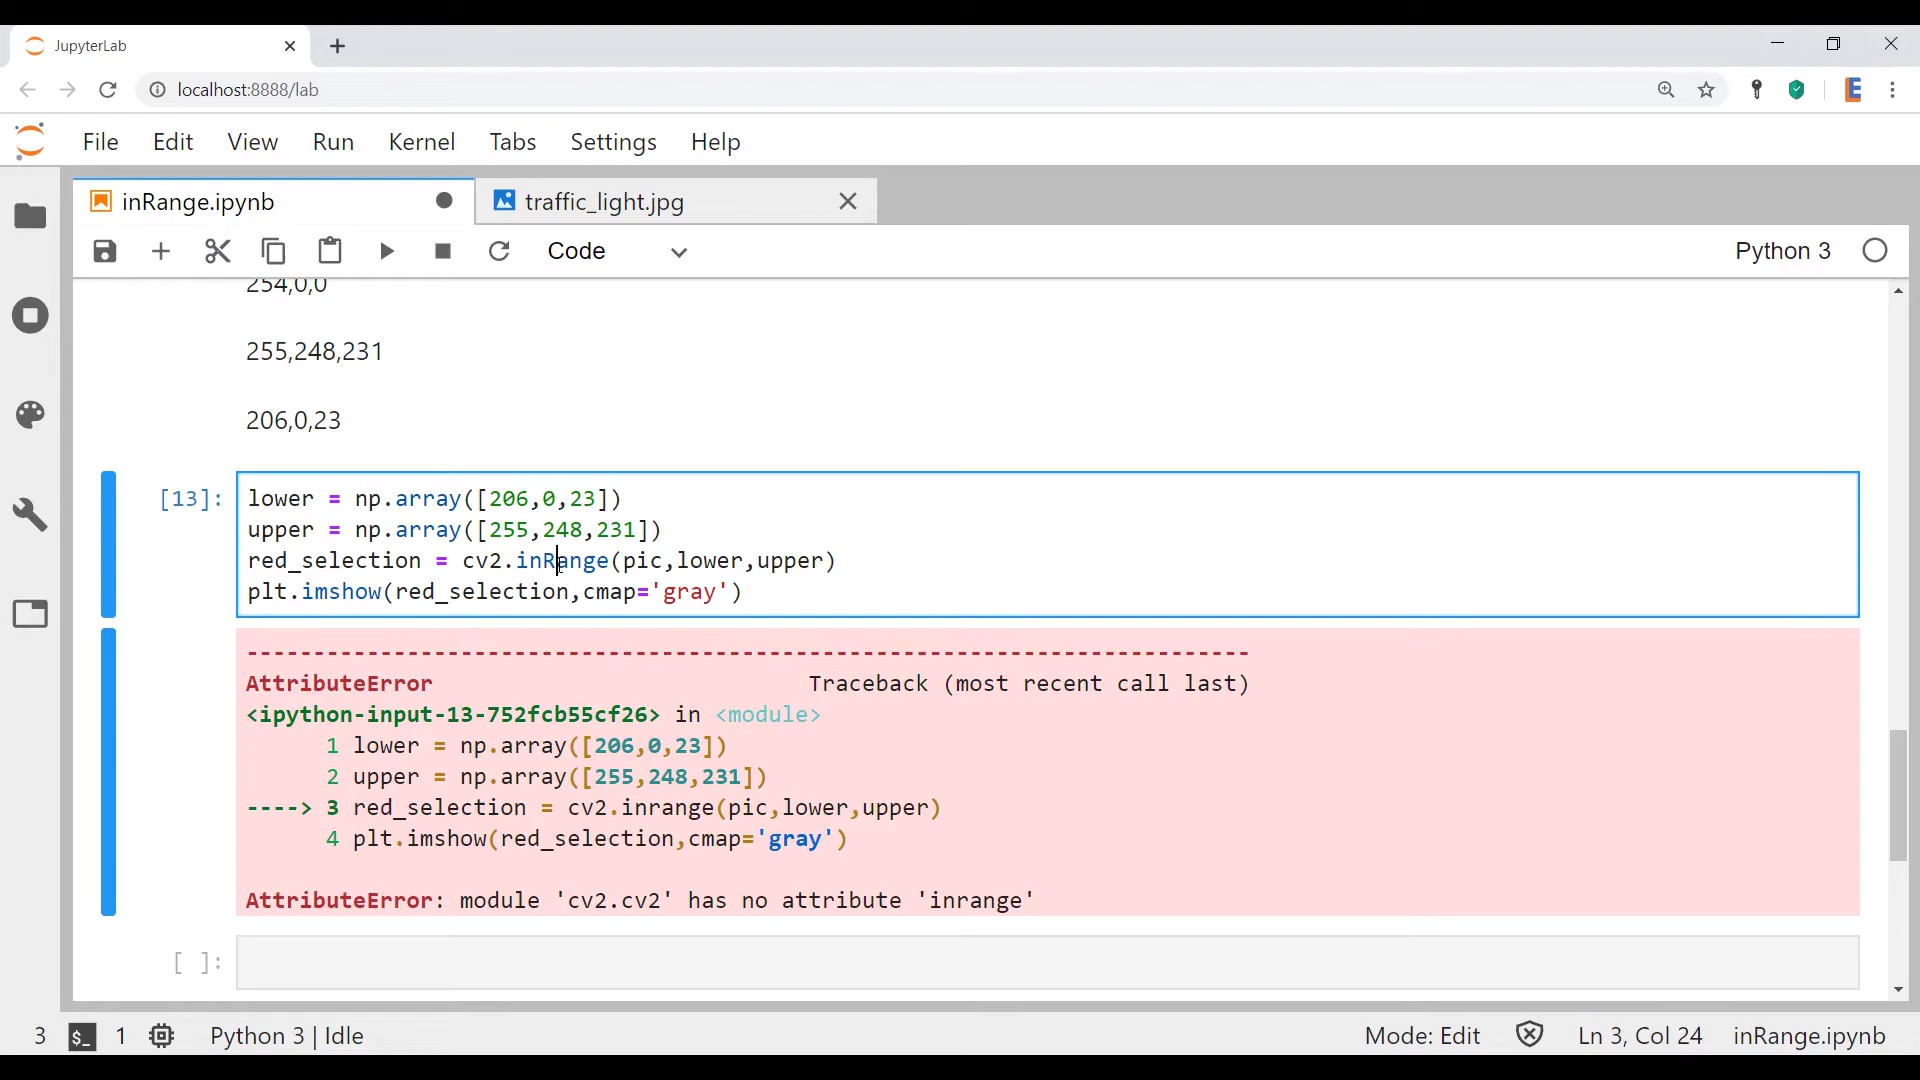 JupyterLab
localhost:8888/lab
E
File Edit View Run Kernel Tabs Settings Help
inRange.ipynb
traffic_light.jpg
Code
Python 3
254,0,0
255,248,231
206,0,23
[13]:
lower = np.array([206,0,23])
upper = np.array([255,248,231])
red_selection = cv2.inRange(pic,lower,upper)
plt.imshow(red_selection,cmap='gray')
---------------------------------------------------------------------------
AttributeError Traceback (most recent call last)
<ipython-input-13-752fcb55cf26> in <module>
1 lower = np.array([206,0,23])
2 upper = np.array([255,248,231])
----> 3 red_selection = cv2.inrange(pic,lower,upper)
4 plt.imshow(red_selection,cmap='gray')
AttributeError: module 'cv2.cv2' has no attribute 'inrange'
[ ]:
3 $_ 1 Python 3 | Idle Mode: Edit Ln 3, Col 24 inRange.ipynb